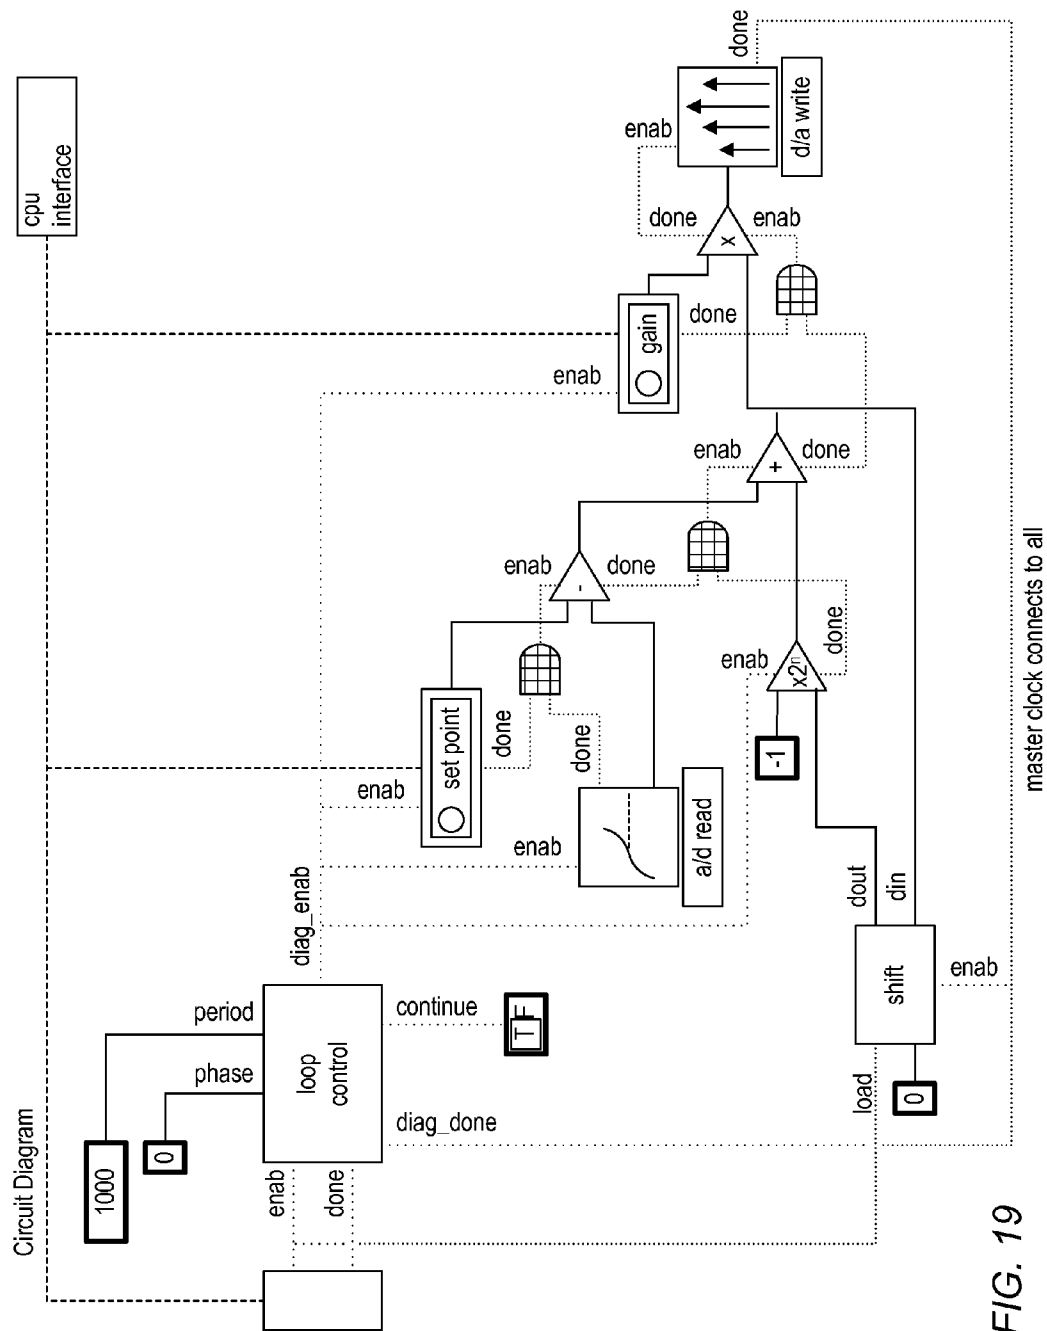 Circuit Diagram
cpu
interface
1000
0
period
phase
loop
control
enab
done
diag_enab
continue
TF
diag_done
enab
set point
done
enab
a/d read
done
enab
-
done
-1
enab
x2ⁿ
done
enab
+
done
enab
gain
done
done
x
enab
enab
d/a write
done
load
0
shift
dout
din
enab
master clock connects to all
FIG. 19